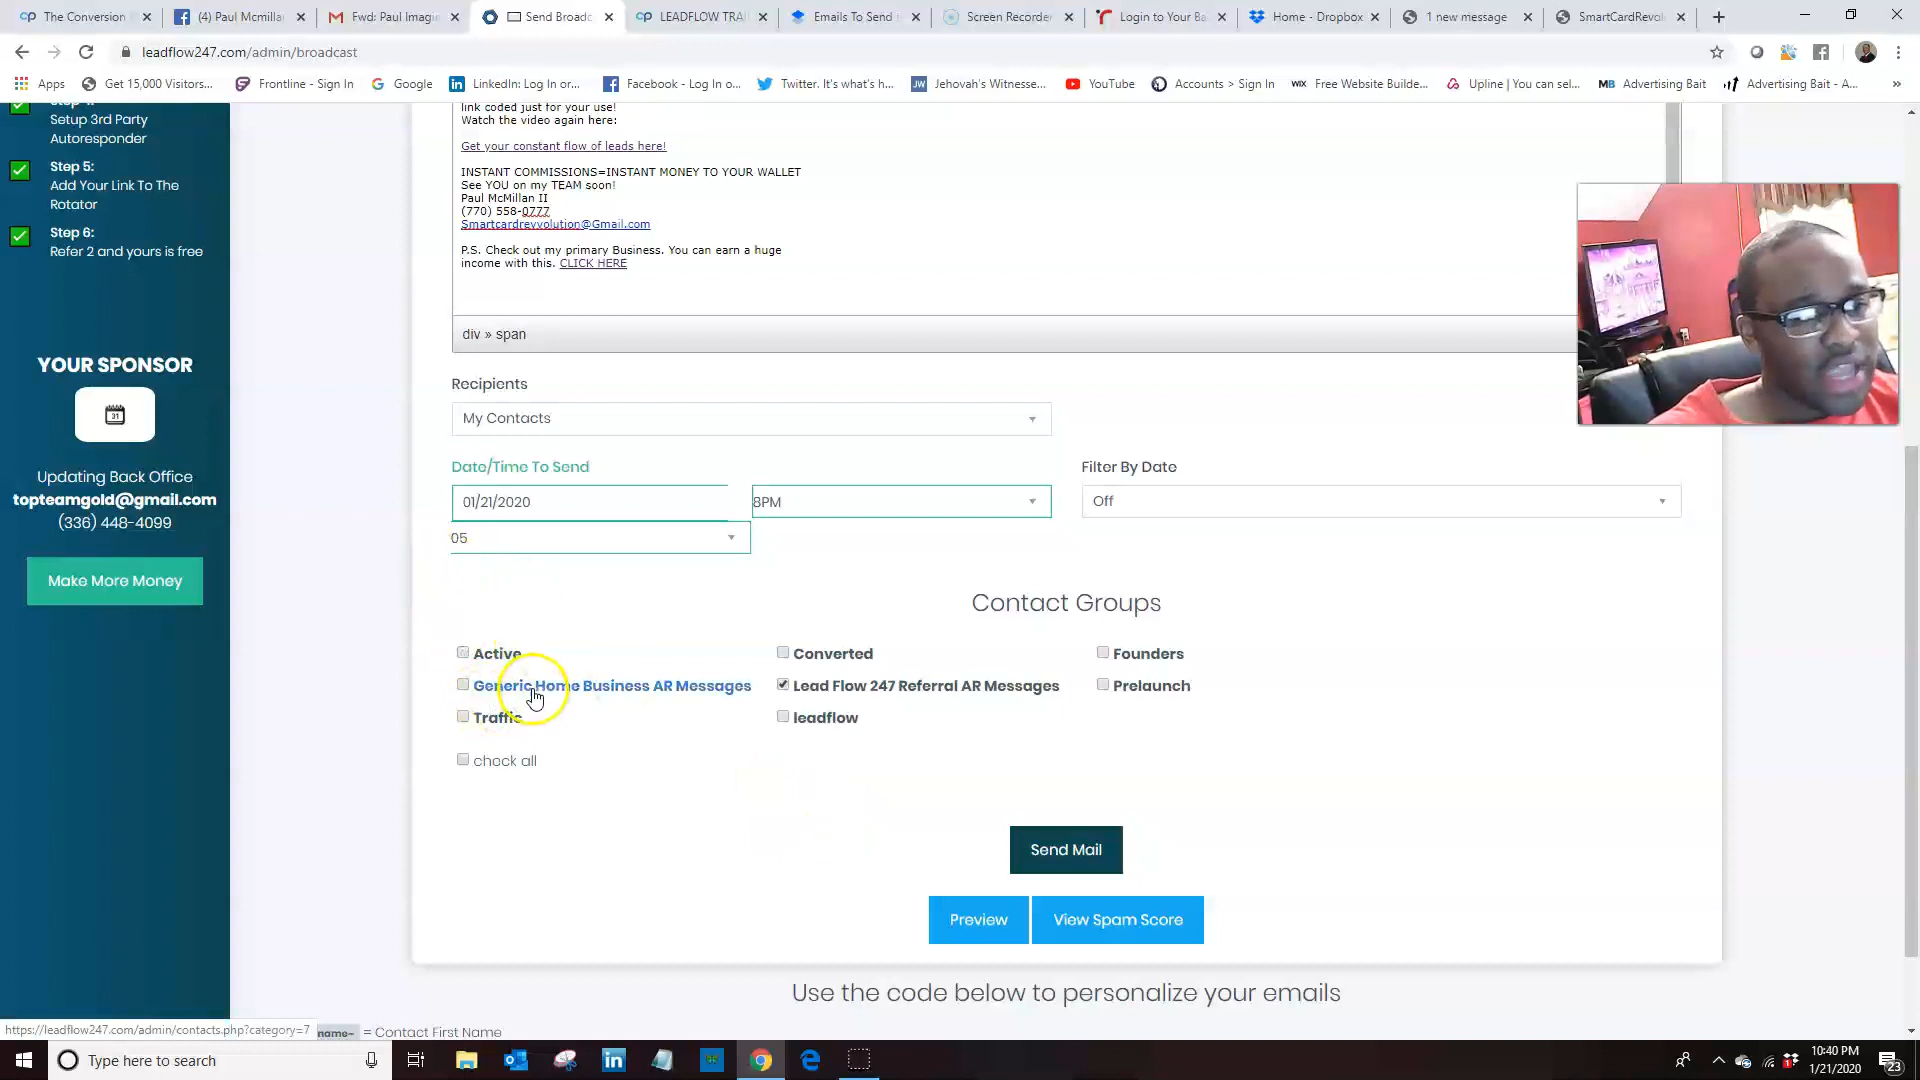 The Conversion
(4) Paul Mcmilla
Fwd: Paul Imagi
Send Broadc
LEADFLOW TRAI
Emails To Send
Screen Recorde
Login to Your Ba
Home - Dropbox
1 new message
SmartCardRevol
leadflow247.com/admin/broadcast
Apps
Get 15,000 Visitors...
Frontline - Sign In
Google
LinkedIn: Log In or...
Facebook - Log In o...
Twitter. It's what's h...
Jehovah's Witnesse...
YouTube
Accounts > Sign In
Free Website Builde...
Upline | You can sel...
Advertising Bait
Advertising Bait - A...
Setup 3rd Party
Autoresponder
Step 5:
Add Your Link To The
Rotator
Step 6:
Refer 2 and yours is free
YOUR SPONSOR
31
Updating Back Office
topteamgold@gmail.com
(336) 448-4099
Make More Money
link coded just for your use!
Watch the video again here:
Get your constant flow of leads here!
INSTANT COMMISSIONS=INSTANT MONEY TO YOUR WALLET
See YOU on my TEAM soon!
Paul McMillan II
(770) 558-0777
Smartcardrevvolution@Gmail.com
P.S. Check out my primary Business. You can earn a huge
income with this. CLICK HERE
div » span
Recipients
My Contacts
Date/Time To Send
Filter By Date
01/21/2020
8PM
Off
05
Contact Groups
Active
Converted
Founders
Generic Home Business AR Messages
Lead Flow 247 Referral AR Messages
Prelaunch
Traffic
leadflow
check all
Send Mail
Preview
View Spam Score
Use the code below to personalize your emails
https://leadflow247.com/admin/contacts.php?category=7
name~ = Contact First Name
Type here to search
10:40 PM
1/21/2020
23